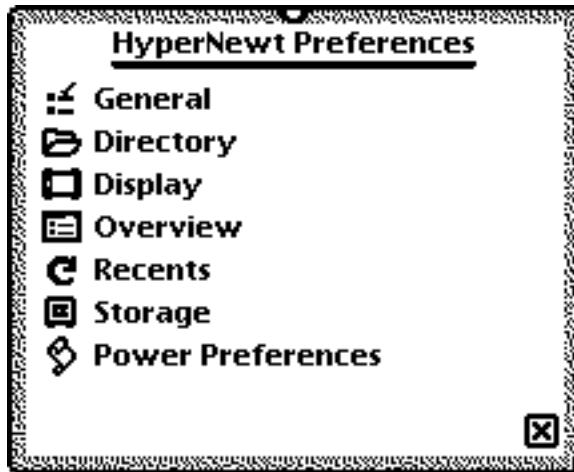 HyperNewt Preferences
General
Directory
Display
Overview
Recents
Storage
Power Preferences